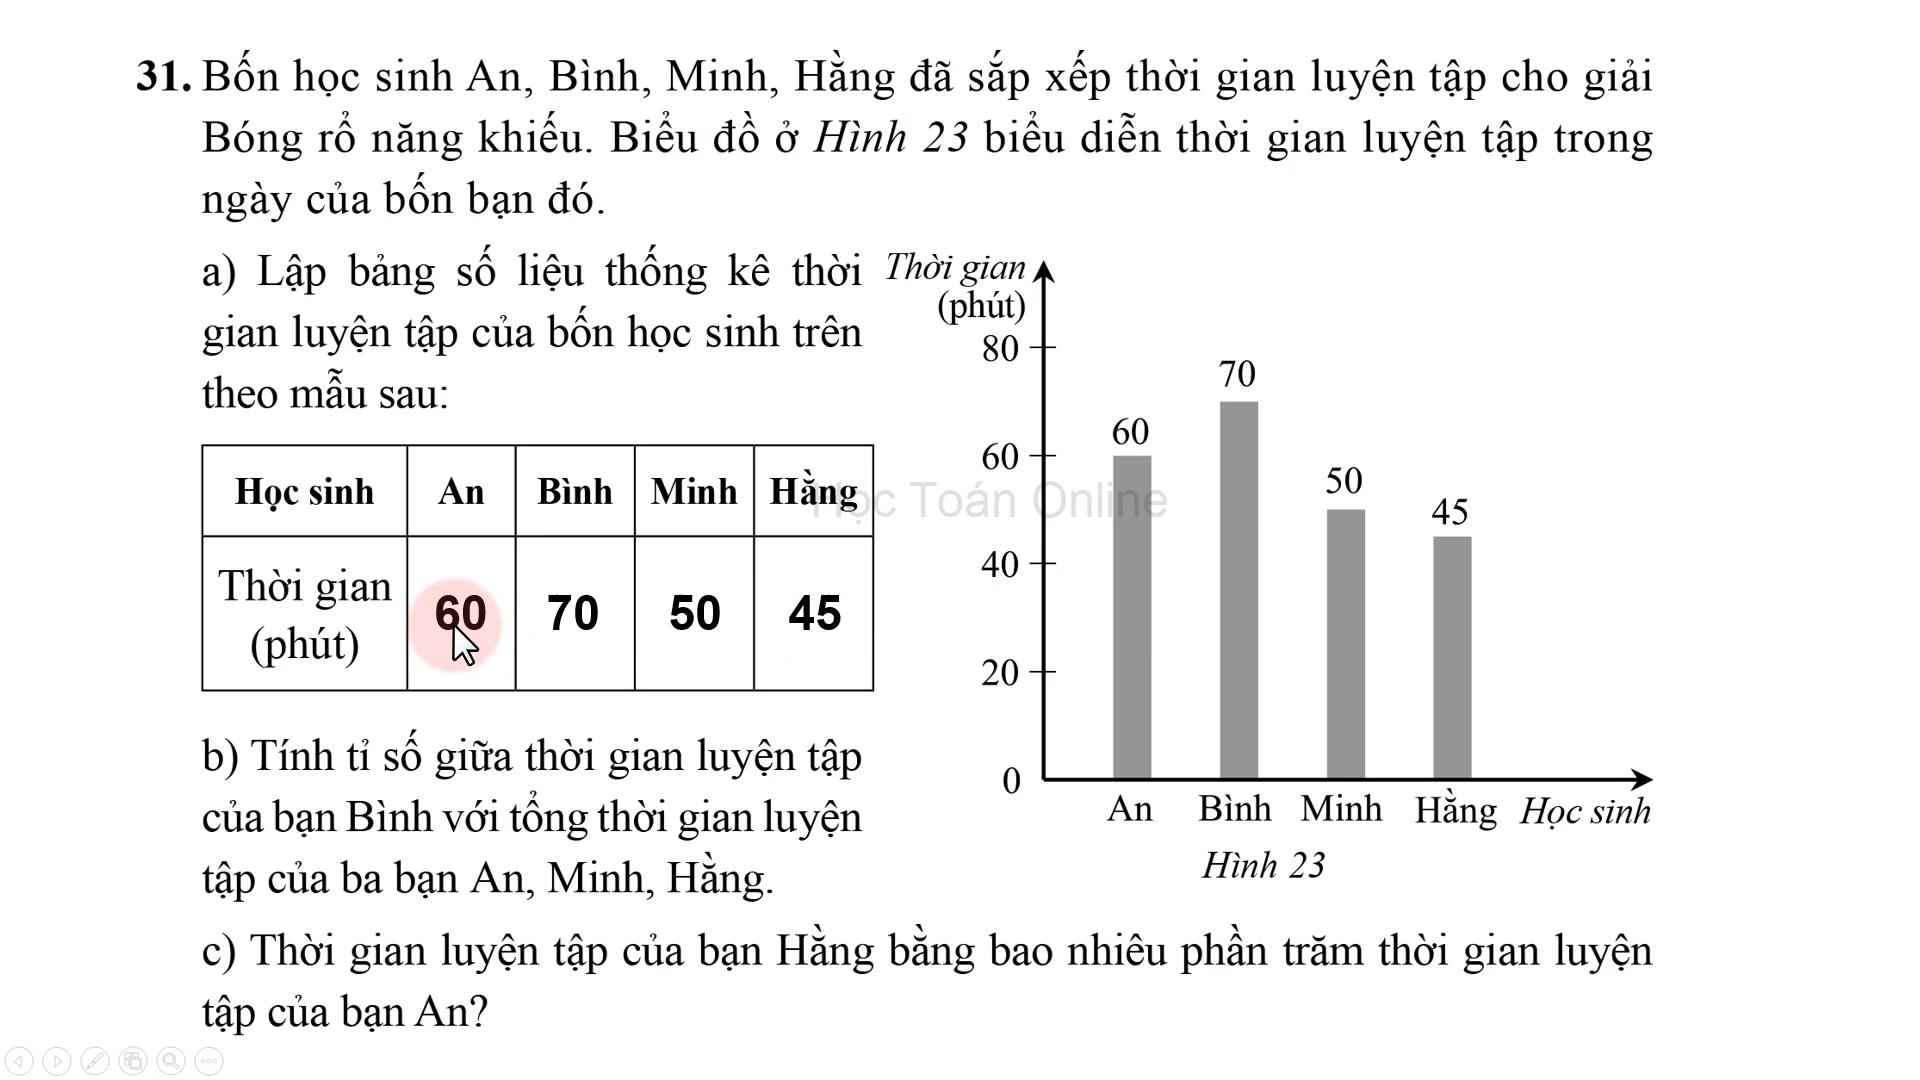 31. Bốn học sinh An, Bình, Minh, Hằng đã sắp xếp thời gian luyện tập cho giải
Bóng rổ năng khiếu. Biểu đồ ở Hình 23 biểu diễn thời gian luyện tập trong
ngày của bốn bạn đó.
a) Lập bảng số liệu thống kê thời
gian luyện tập của bốn học sinh trên
theo mẫu sau:
Học sinh An Bình Minh Hằng
Thời gian
(phút) 60 70 50 45
b) Tính tỉ số giữa thời gian luyện tập
của bạn Bình với tổng thời gian luyện
tập của ba bạn An, Minh, Hằng.
Thời gian
(phút)
80
60
40
20
0
60
70
50
45
An Bình Minh Hằng Học sinh
Hình 23
Học Toán Online
c) Thời gian luyện tập của bạn Hằng bằng bao nhiêu phần trăm thời gian luyện
tập của bạn An?